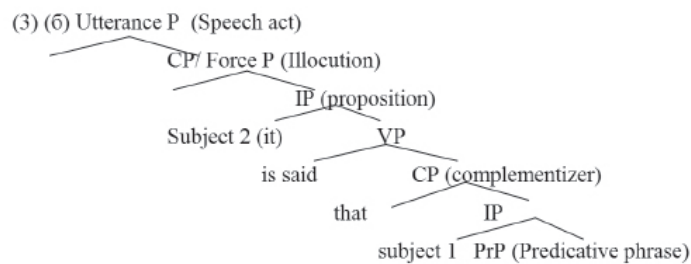 (3) (б) Utterance P (Speech act)
CP/ Force P (Illocution)
IP (proposition)
Subject 2 (it) VP
is said CP (complementizer)
that IP
subject 1 PrP (Predicative phrase)